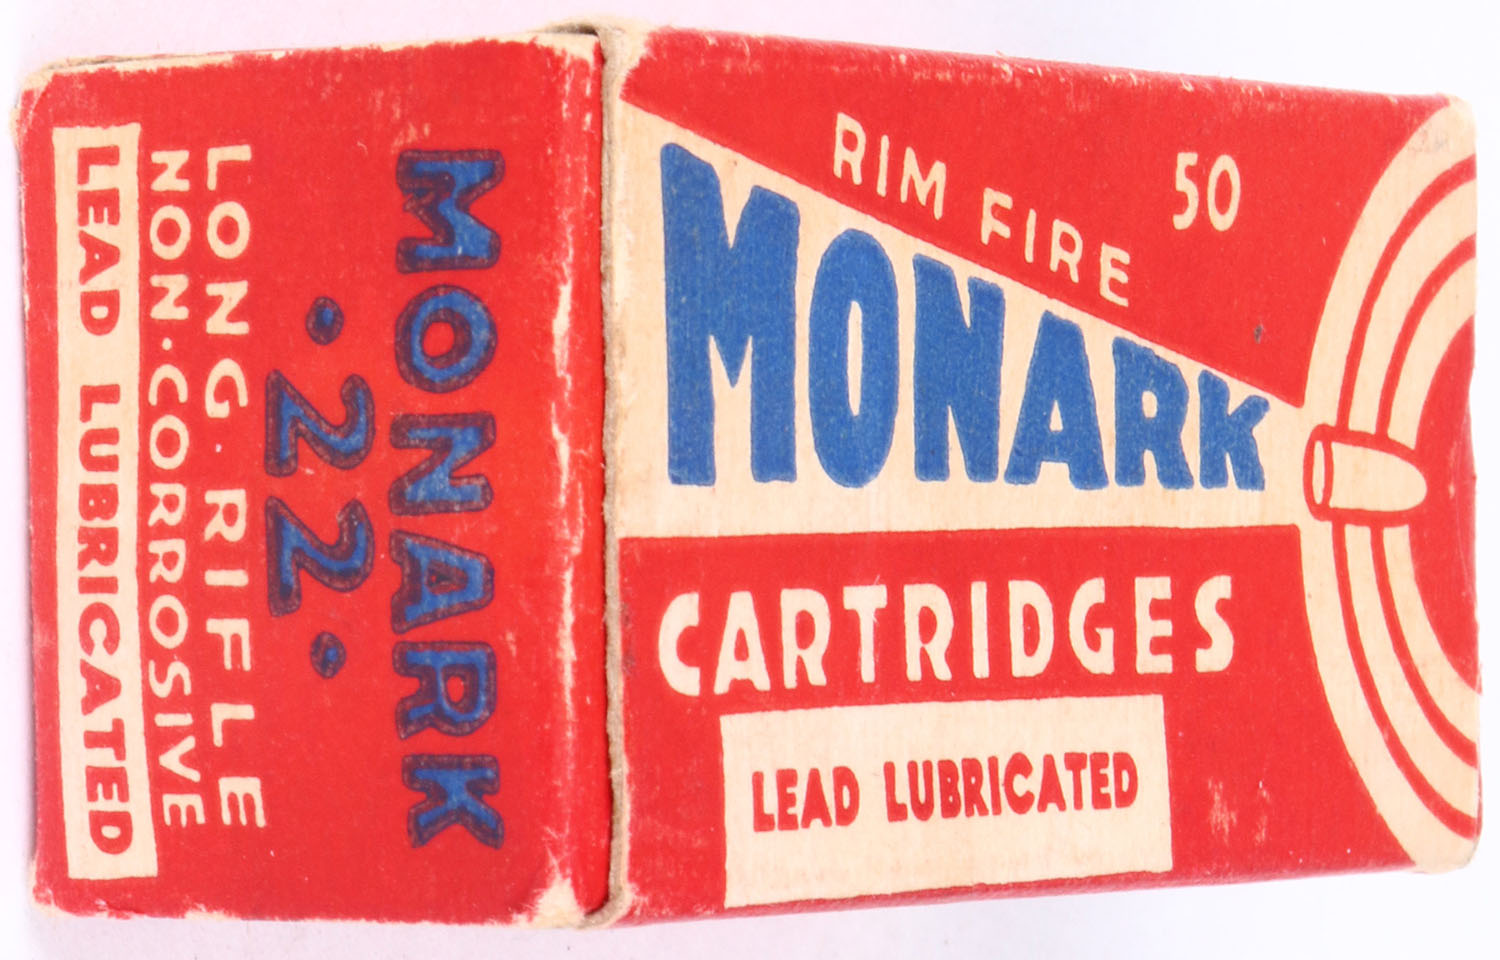 MONARK
.22.
LONG RIFLE
NON-CORROSIVE
LEAD LUBRICATED
50
RIM FIRE
MONARK
CARTRIDGES
LEAD LUBRICATED